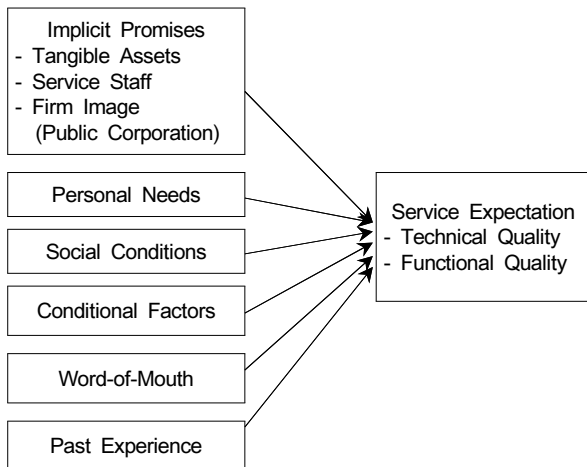 Implicit Promises
- Tangible Assets
- Service Staff
- Firm Image
(Public Corporation)
Personal Needs
Social Conditions
Conditional Factors
Word-of-Mouth
Past Experience
Service Expectation
- Technical Quality
- Functional Quality